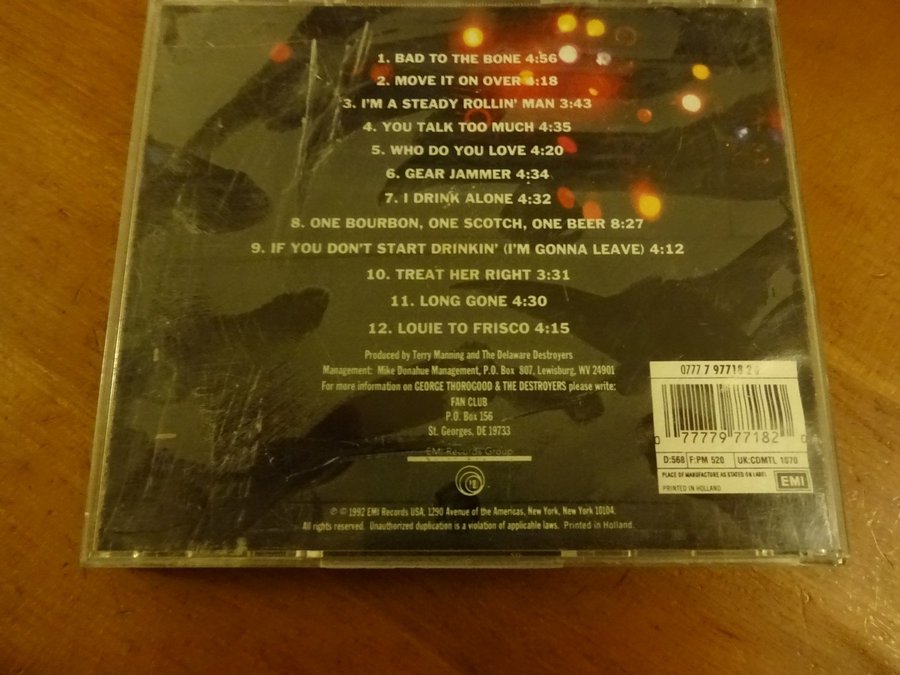 1. BAD TO THE BONE 4:56
2. MOVE IT ON OVER 4:18
3. I'M A STEADY ROLLIN' MAN 3:43
4. YOU TALK TOO MUCH 4:35
5. WHO DO YOU LOVE 4:20
6. GEAR JAMMER 4:34
7. I DRINK ALONE 4:32
8. ONE BOURBON, ONE SCOTCH, ONE BEER 8:27
9. IF YOU DON'T START DRINKIN' (I'M GONNA LEAVE) 4:12
10. TREAT HER RIGHT 3:31
11. LONG GONE 4:30
12. LOUIE TO FRISCO 4:15
Produced by Terry Manning and The Delaware Destroyers
Management: Mike Donahue Management, P.O. Box 807, Lewisburg, WV 24901
For more information on GEORGE THOROGOOD & THE DESTROYERS please write:
FAN CLUB
P.O. Box 156
St. Georges, DE 19733
EMI Records Group
℗ © 1992 EMI Records USA, 1290 Avenue of the Americas, New York, New York 10104.
All rights reserved. Unauthorized duplication is a violation of applicable laws. Printed in Holland.
0777 7 97718 2
0 77779 77182 0
D:568 F:PM 520 UK:CDMTL 1070
PLACE OF MANUFACTURE AS STATED ON LABEL
PRINTED IN HOLLAND
EMI